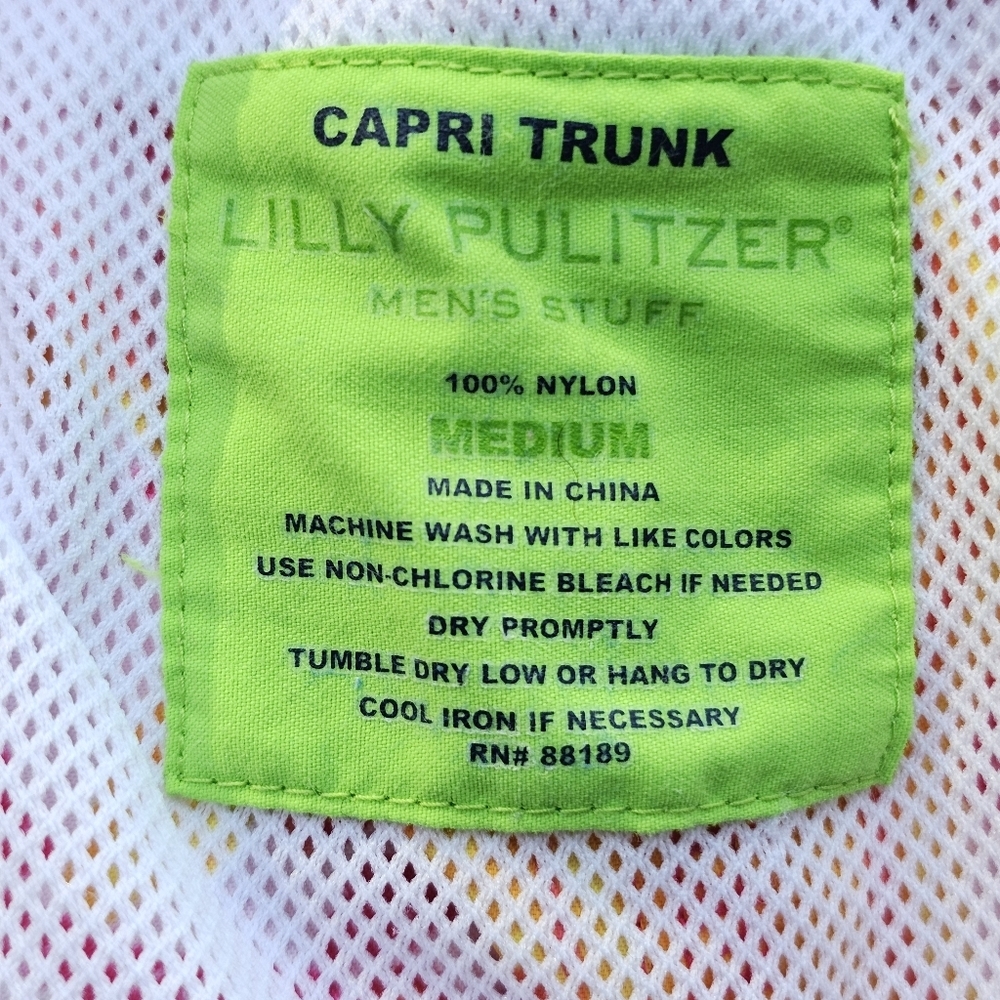 CAPRI TRUNK
LILLY PULITZER®
MEN'S STUFF
100% NYLON
MEDIUM
MADE IN CHINA
MACHINE WASH WITH LIKE COLORS
USE NON-CHLORINE BLEACH IF NEEDED
DRY PROMPTLY
TUMBLE DRY LOW OR HANG TO DRY
COOL IRON IF NECESSARY
RN# 88189